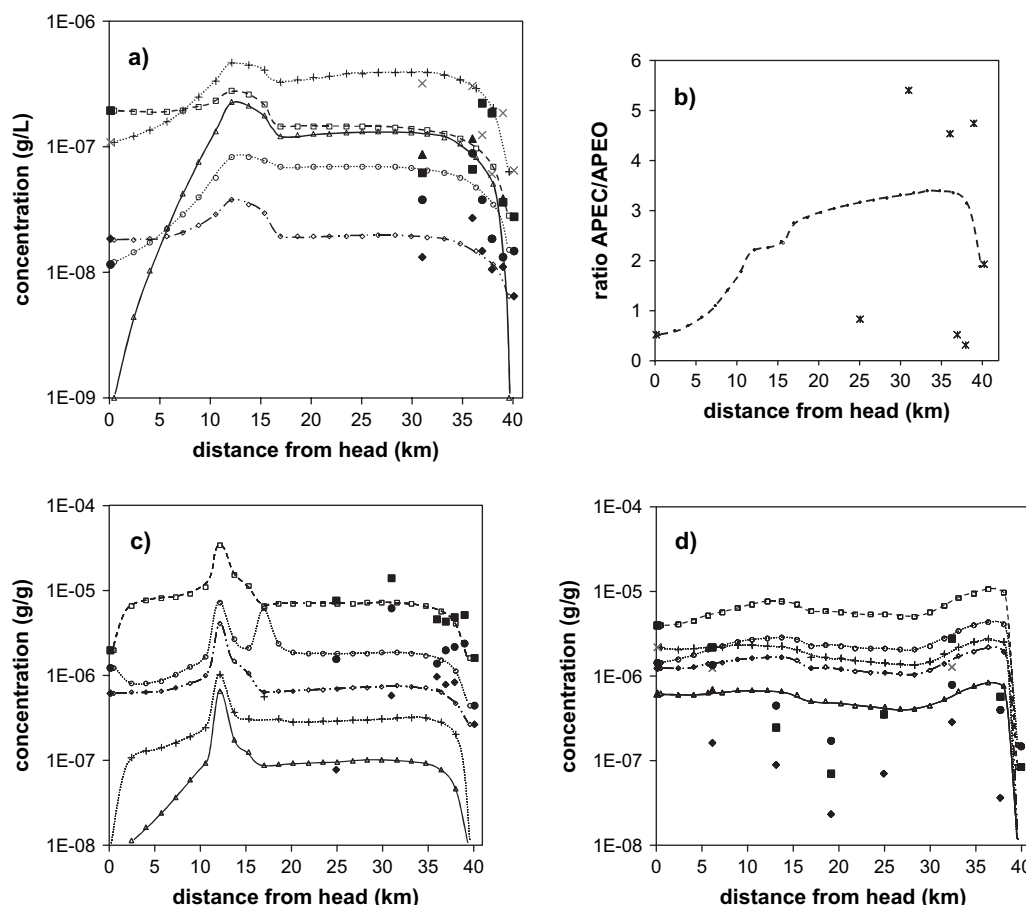 a)
1E-06
1E-07
1E-08
1E-09
concentration (g/L)
0 5 10 15 20 25 30 35 40
distance from head (km)
b)
6
5
4
3
2
1
0
ratio APEC/APEO
0 5 10 15 20 25 30 35 40
distance from head (km)
c)
1E-04
1E-05
1E-06
1E-07
1E-08
concentration (g/g)
0 5 10 15 20 25 30 35 40
distance from head (km)
d)
1E-04
1E-05
1E-06
1E-07
1E-08
concentration (g/g)
0 5 10 15 20 25 30 35 40
distance from head (km)